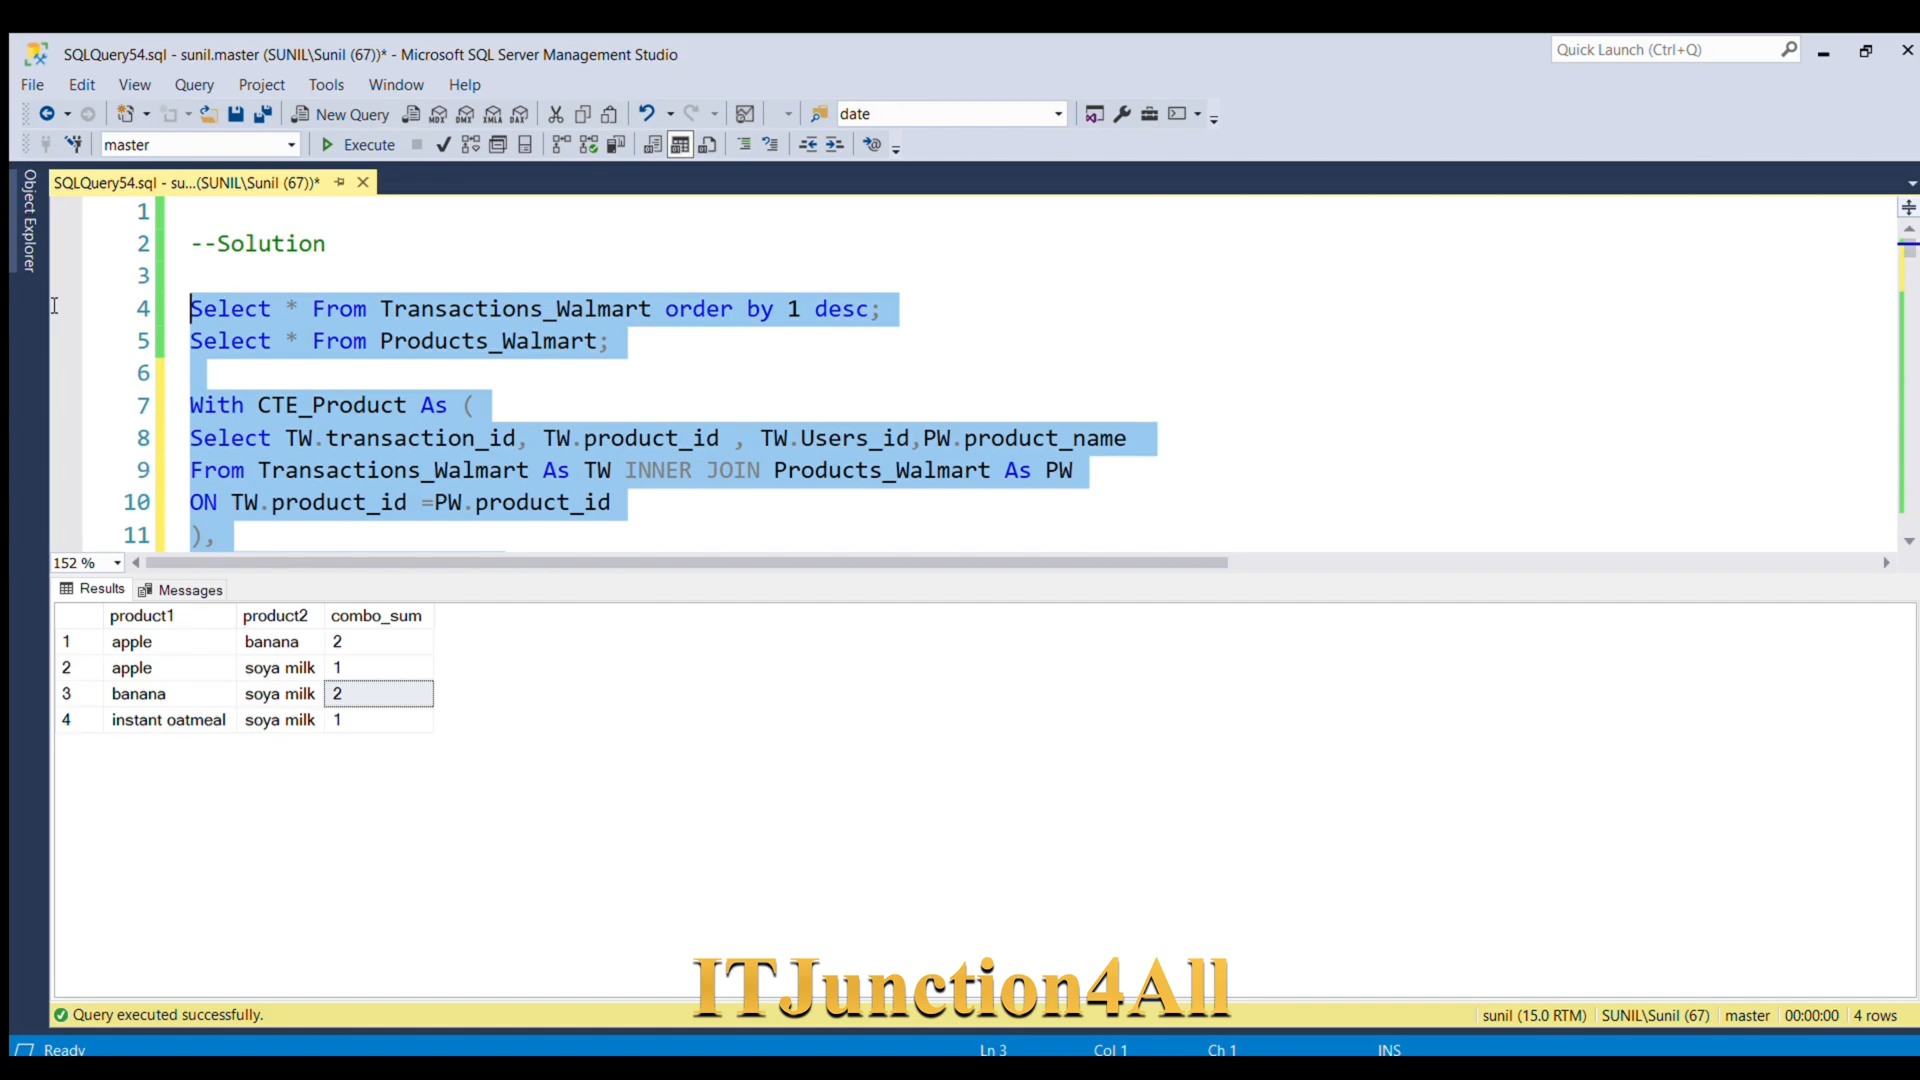 SQLQuery54.sql - sunil.master (SUNIL\Sunil (67))* - Microsoft SQL Server Management Studio
Quick Launch (Ctrl+Q)
File Edit View Query Project Tools Window Help
New Query
MDX DMX XMLA DAX
date
master
Execute
Object Explorer
SQLQuery54.sql - su...(SUNIL\Sunil (67))*
1
2 --Solution
3
4 Select * From Transactions_Walmart order by 1 desc;
5 Select * From Products_Walmart;
6
7 With CTE_Product As (
8 Select TW.transaction_id, TW.product_id , TW.Users_id,PW.product_name
9 From Transactions_Walmart As TW INNER JOIN Products_Walmart As PW
10 ON TW.product_id =PW.product_id
11 ),
152 %
Results Messages
product1 product2 combo_sum
1 apple banana 2
2 apple soya milk 1
3 banana soya milk 2
4 instant oatmeal soya milk 1
ITJunction4All
Query executed successfully.
sunil (15.0 RTM) SUNIL\Sunil (67) master 00:00:00 4 rows
Ready Ln 3 Col 1 Ch 1 INS